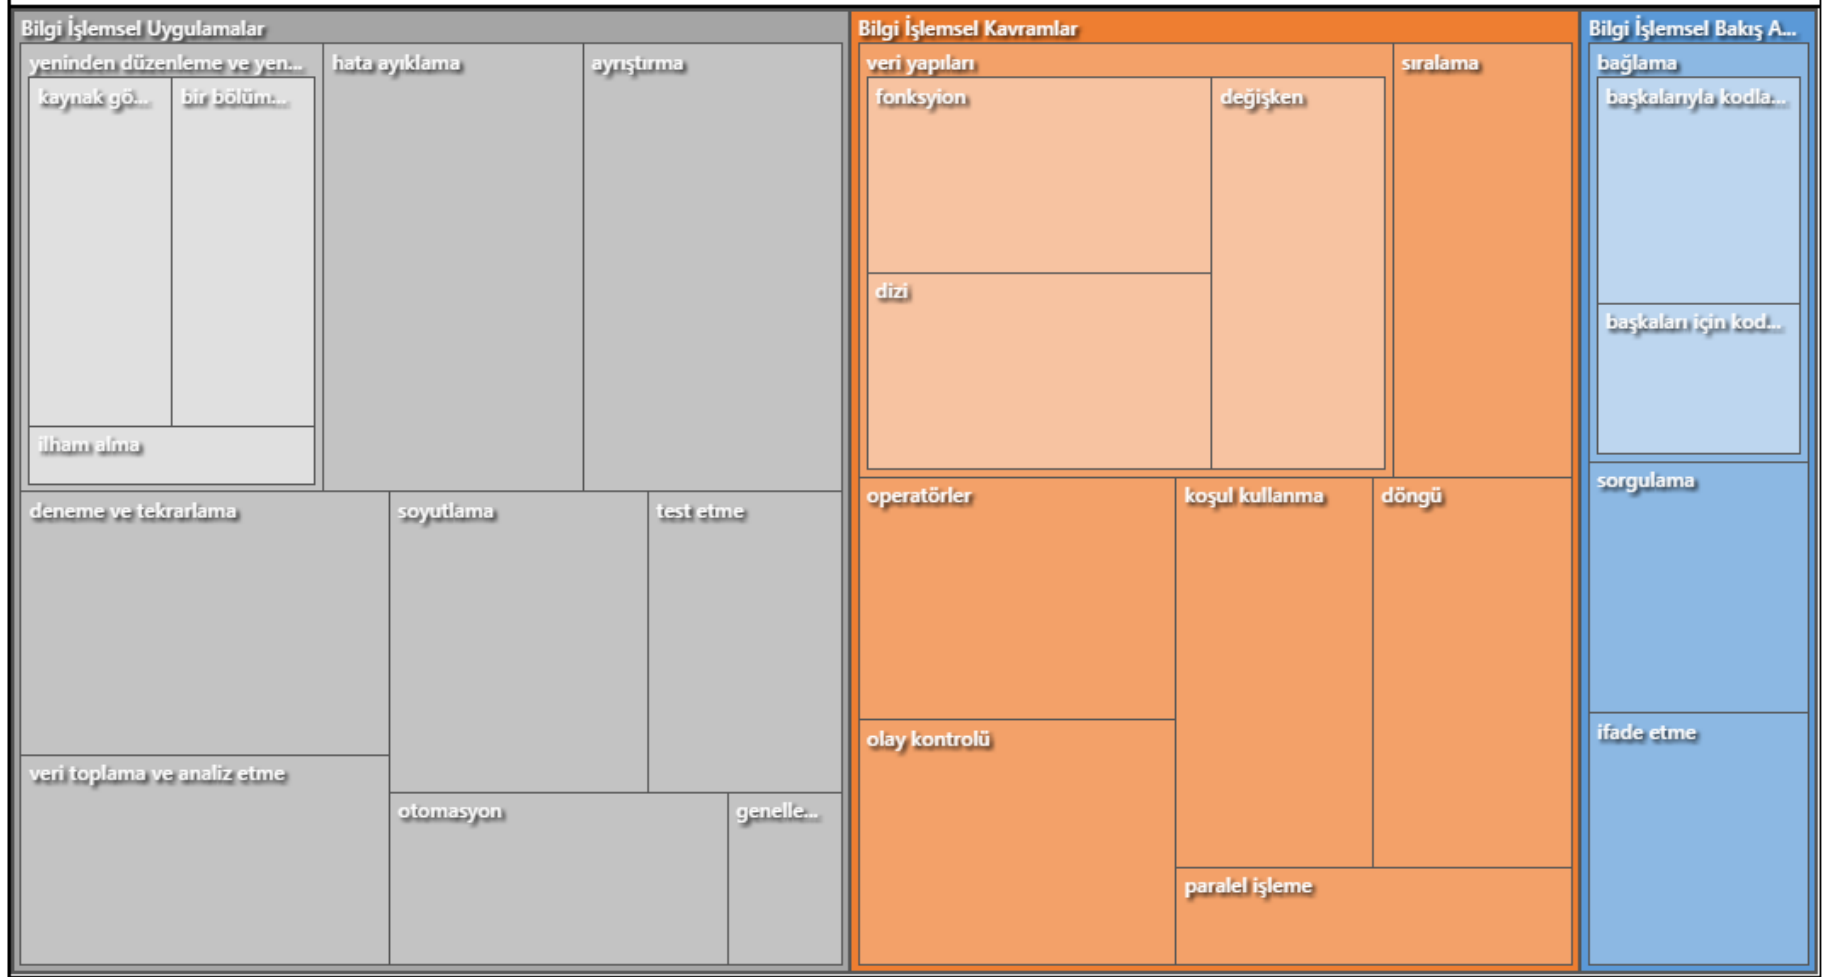 Bilgi İşlemsel Uygulamalar
yeninden düzenleme ve yen...
kaynak gö...
bir bölüm...
ilham alma
hata ayıklama
ayrıştırma
deneme ve tekrarlama
soyutlama
test etme
veri toplama ve analiz etme
otomasyon
genelle...
Bilgi İşlemsel Kavramlar
veri yapıları
fonksyion
değişken
dizi
sıralama
operatörler
koşul kullanma
döngü
olay kontrolü
paralel işleme
Bilgi İşlemsel Bakış A...
bağlama
başkalarıyla kodla...
başkaları için kod...
sorgulama
ifade etme